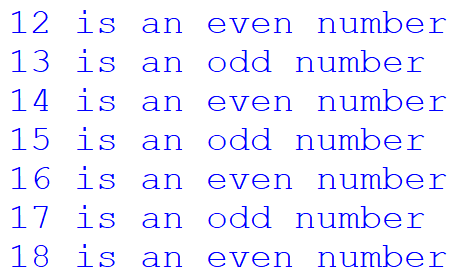 12 is an even number
13 is an odd number
14 is an even number
15 is an odd number
16 is an even number
17 is an odd number
18 is an even number